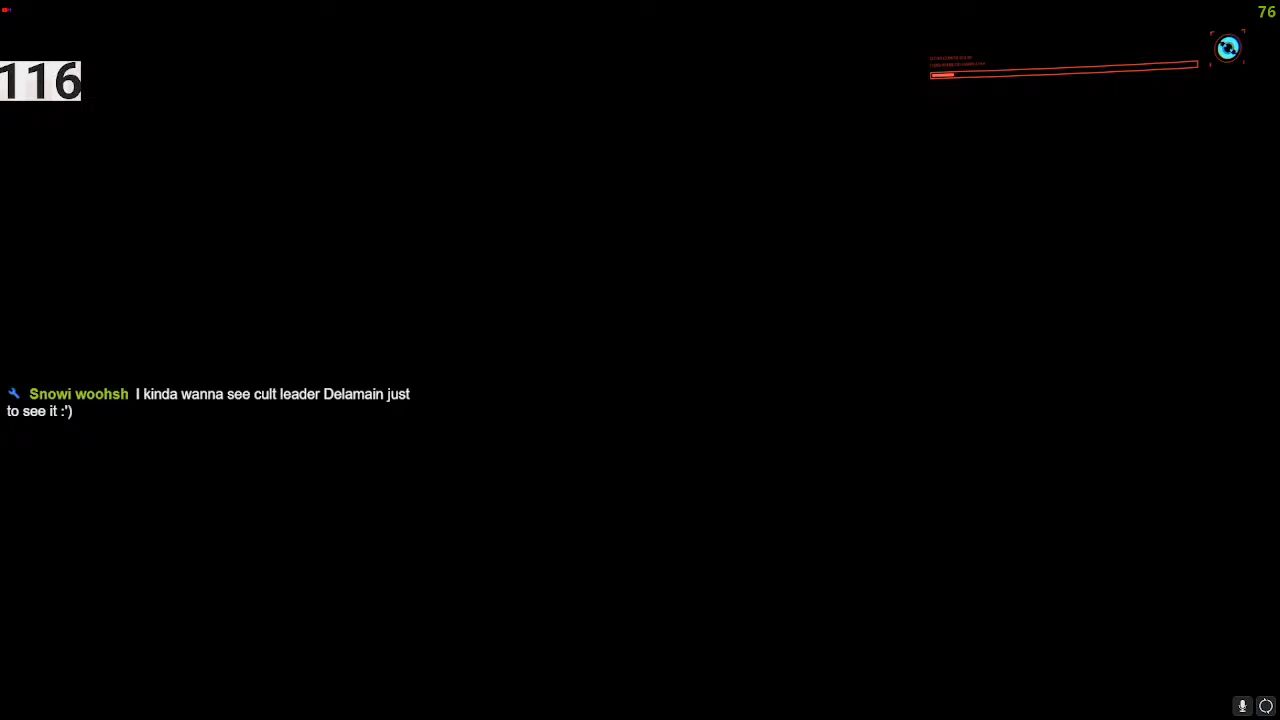 76
116
Snowi woohsh I kinda wanna see cult leader Delamain just
to see it :')